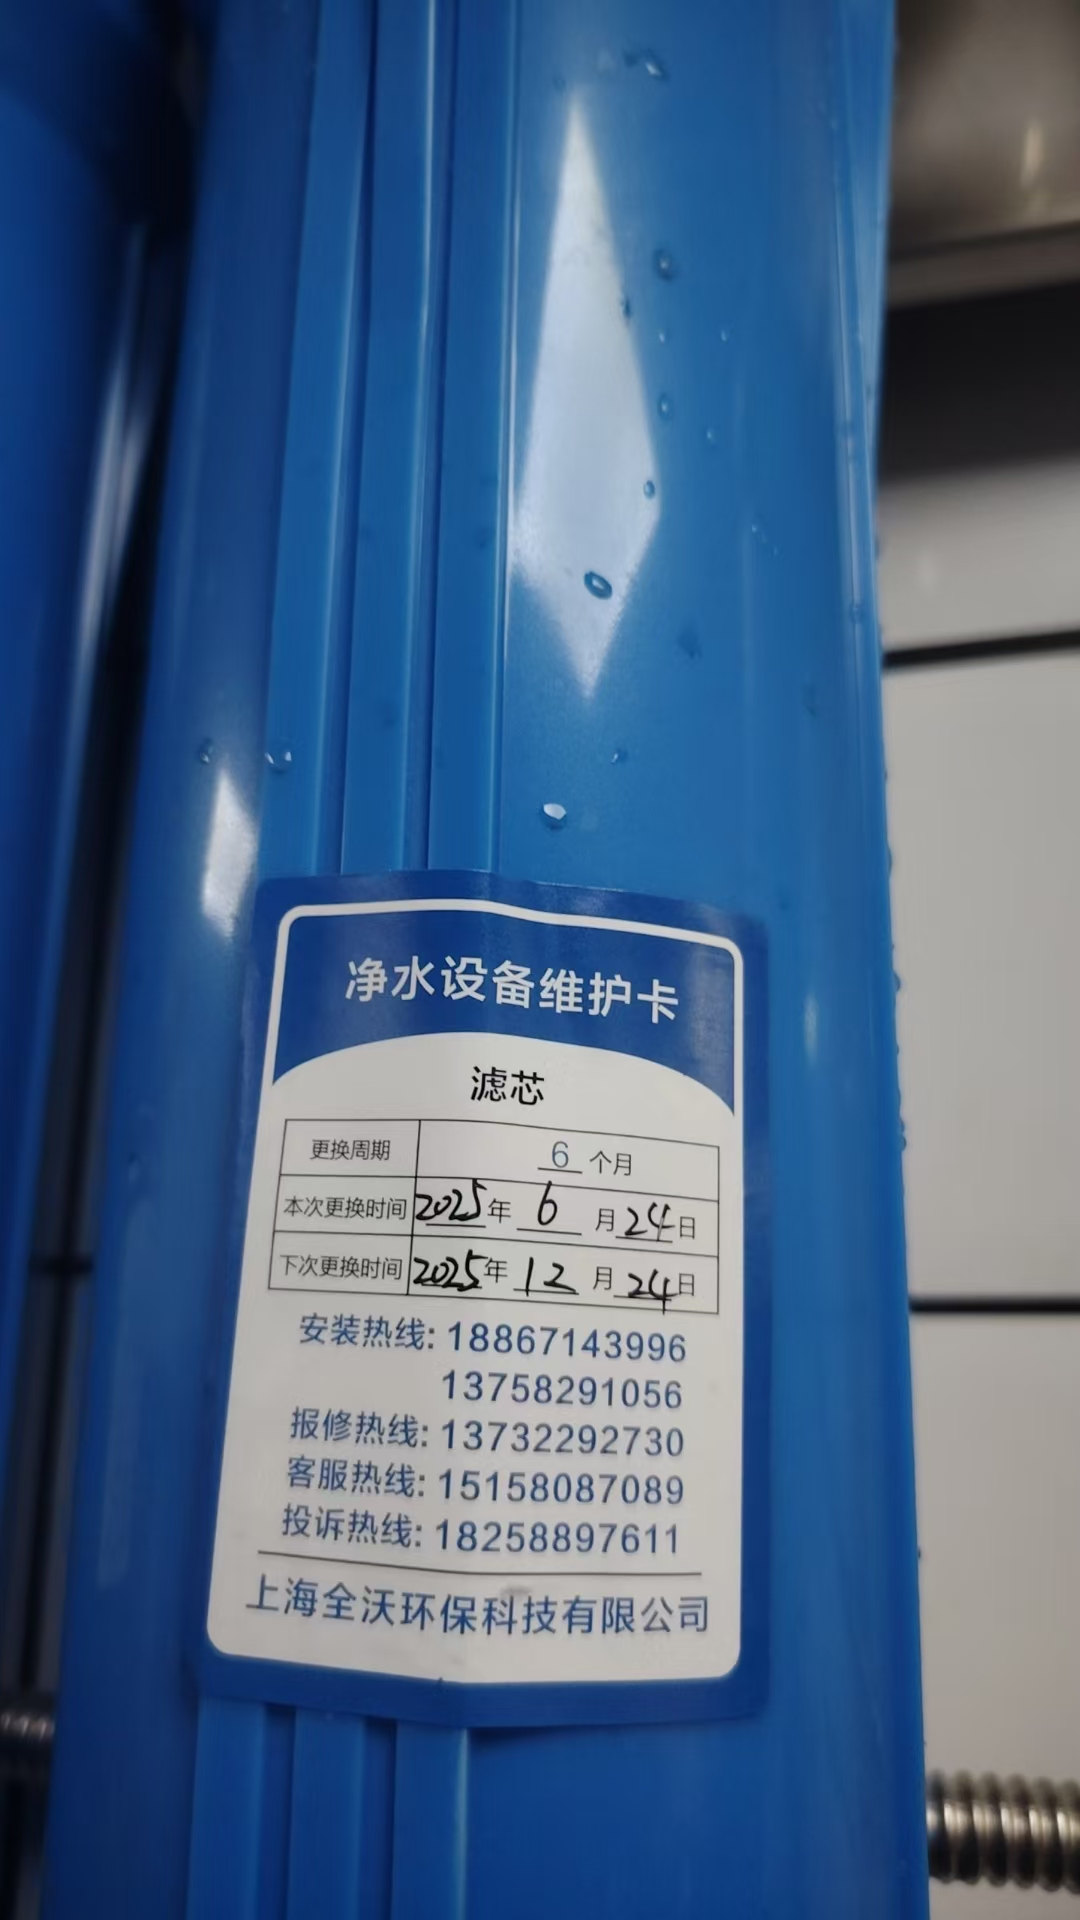 净水设备维护卡
滤芯
更换周期 6 个月
本次更换时间 2025年 6 月 24日
下次更换时间 2025年 12 月 24日
安装热线: 18867143996
13758291056
报修热线: 13732292730
客服热线: 15158087089
投诉热线: 18258897611
上海全沃环保科技有限公司